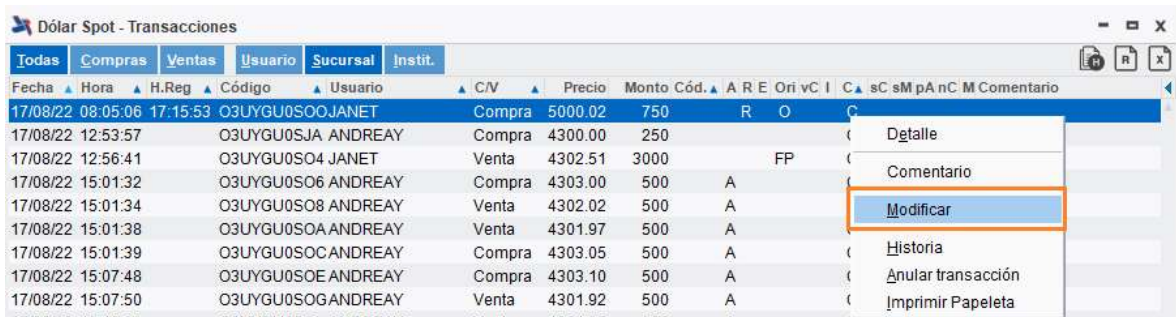 Dólar Spot - Transacciones
Todas Compras Ventas Usuario Sucursal Instit.
Fecha Hora H.Reg Código Usuario C/V Precio Monto Cód. A R E Ori vC I C sC sM pA nC M Comentario
17/08/22 08:05:06 17:15:53 O3UYGU0SOO JANET Compra 5000.02 750 R O C
17/08/22 12:53:57 O3UYGU0SJA ANDREAY Compra 4300.00 250
Detalle
17/08/22 12:56:41 O3UYGU0SO4 JANET Venta 4302.51 3000 FP
Comentario
17/08/22 15:01:32 O3UYGU0SO6 ANDREAY Compra 4303.00 500 A
17/08/22 15:01:34 O3UYGU0SO8 ANDREAY Venta 4302.02 500 A
Modificar
17/08/22 15:01:38 O3UYGU0SOA ANDREAY Venta 4301.97 500 A
17/08/22 15:01:39 O3UYGU0SOC ANDREAY Compra 4303.05 500 A
Historia
17/08/22 15:07:48 O3UYGU0SOE ANDREAY Compra 4303.10 500 A
Anular transacción
17/08/22 15:07:50 O3UYGU0SOG ANDREAY Venta 4301.92 500 A
Imprimir Papeleta